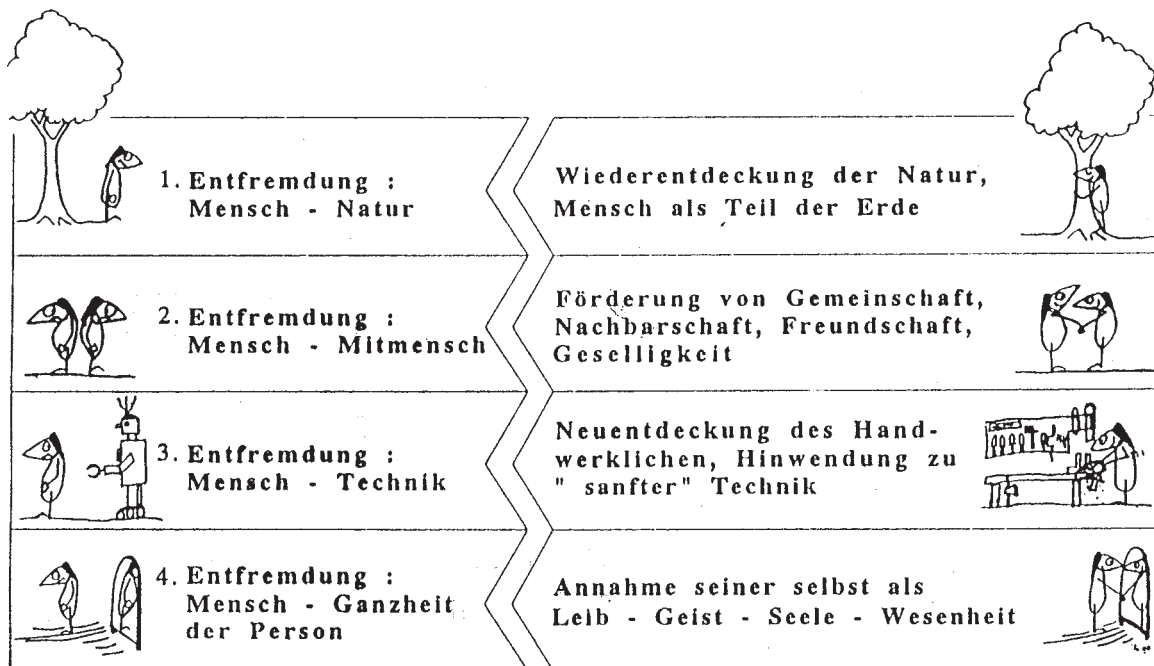 1. Entfremdung :
Mensch - Natur
Wiederentdeckung der Natur,
Mensch als Teil der Erde
2. Entfremdung :
Mensch - Mitmensch
Förderung von Gemeinschaft,
Nachbarschaft, Freundschaft,
Geselligkeit
3. Entfremdung :
Mensch - Technik
Neuentdeckung des Hand-
werklichen, Hinwendung zu
" sanfter" Technik
4. Entfremdung :
Mensch - Ganzheit
der Person
Annahme seiner selbst als
Leib - Geist - Seele - Wesenheit